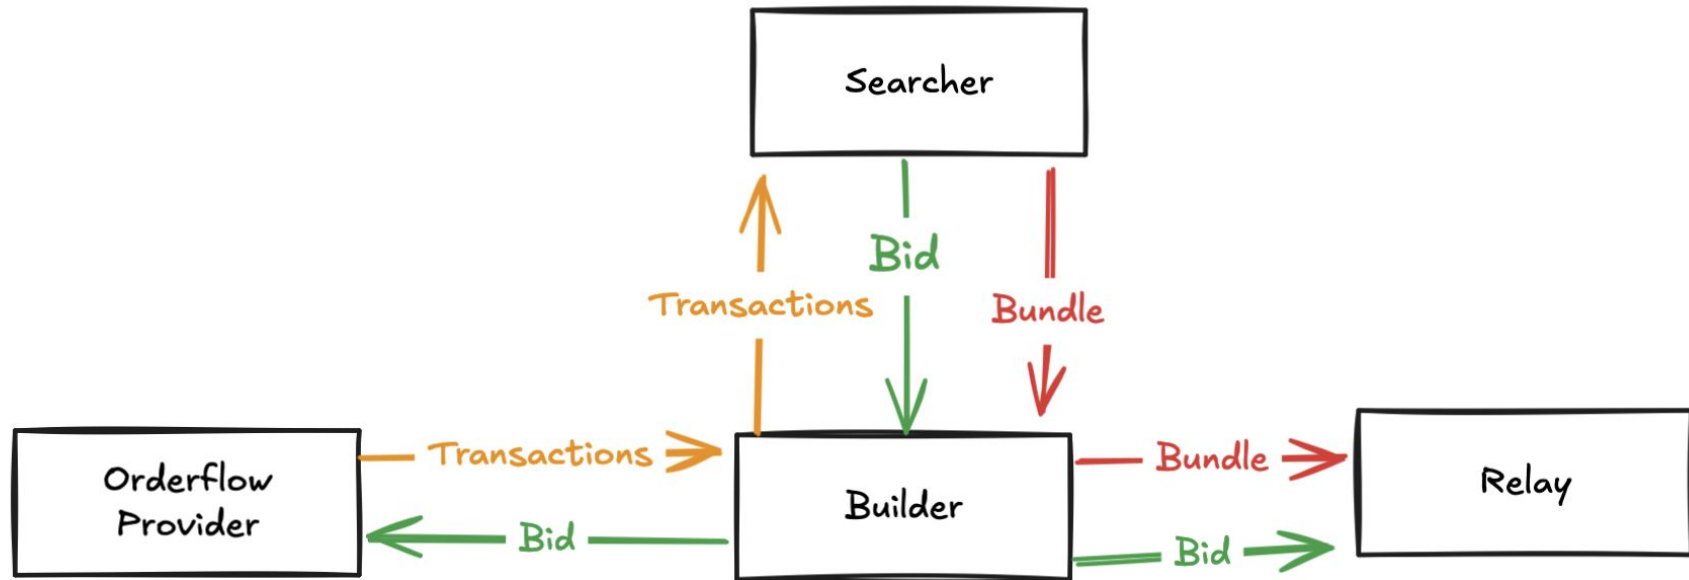 Searcher
Bid
Transactions
Bundle
Orderflow
Provider
Transactions
Bid
Builder
Bundle
Bid
Relay